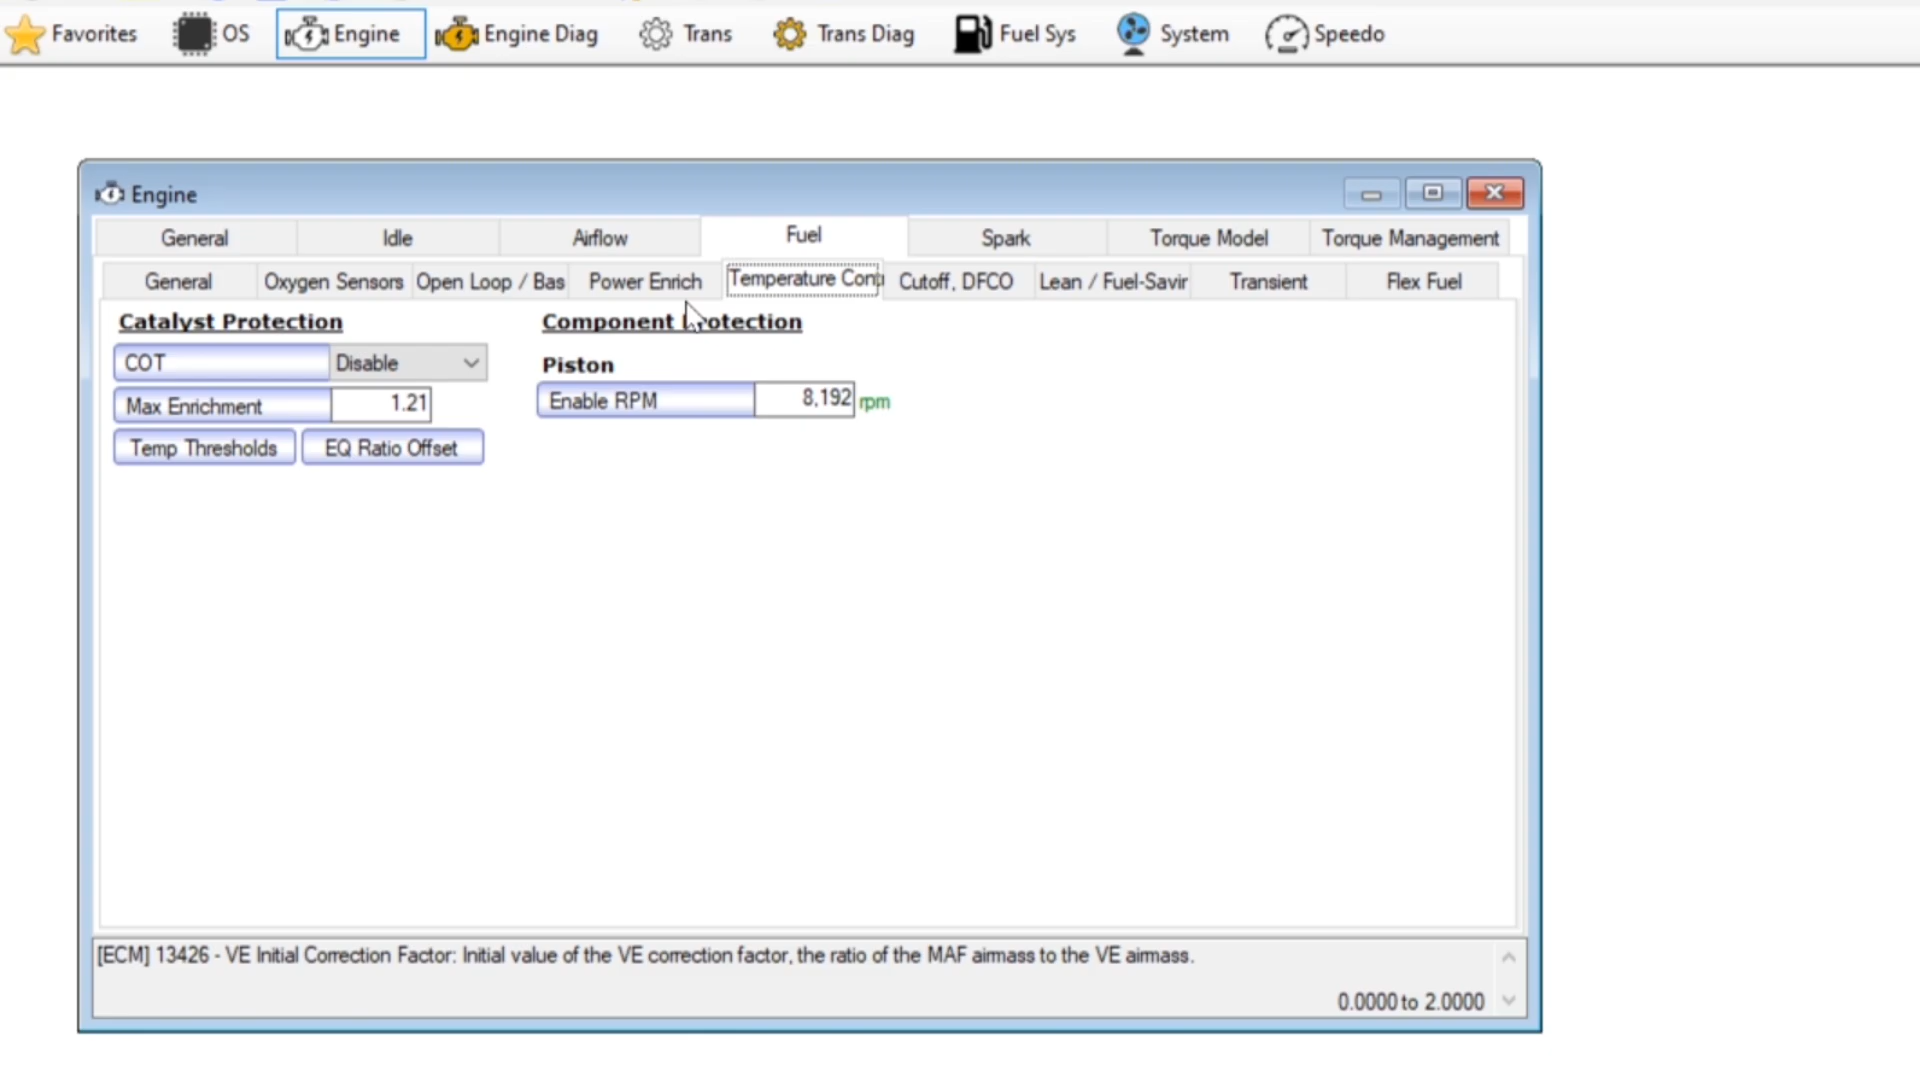 Favorites OS Engine Engine Diag Trans Trans Diag Fuel Sys System Speedo
Engine
General Idle Airflow Fuel Spark Torque Model Torque Management
General Oxygen Sensors Open Loop / Bas Power Enrich Temperature Cont Cutoff, DFCO Lean / Fuel-Savir Transient Flex Fuel
Catalyst Protection
COT Disable
Max Enrichment 1.21
Temp Thresholds EQ Ratio Offset
Component Protection
Piston
Enable RPM 8,192 rpm
[ECM] 13426 - VE Initial Correction Factor: Initial value of the VE correction factor, the ratio of the MAF airmass to the VE airmass.
0.0000 to 2.0000